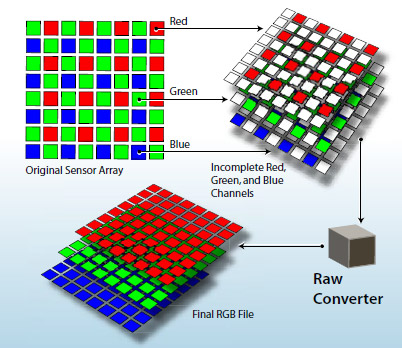 Red
Green
Blue
Original Sensor Array
Incomplete Red,
Green, and Blue
Channels
Raw
Converter
Final RGB File